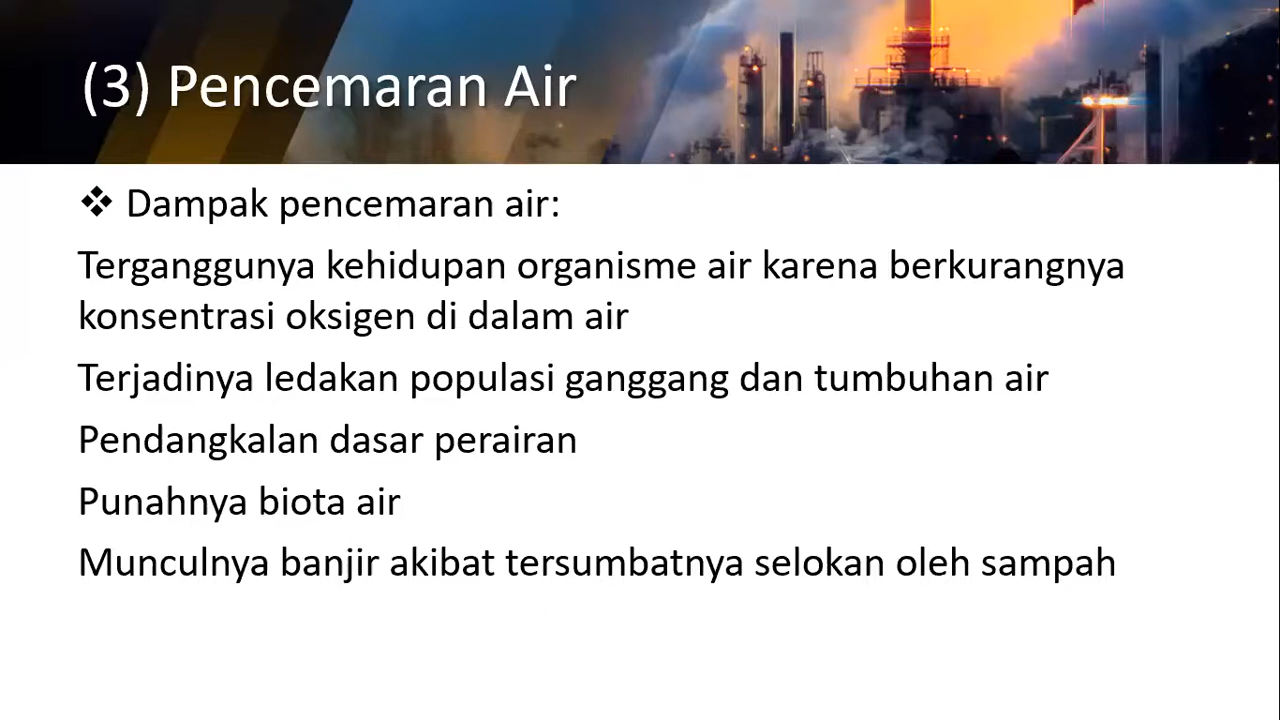 (3) Pencemaran Air
❖ Dampak pencemaran air:
Terganggunya kehidupan organisme air karena berkurangnya
konsentrasi oksigen di dalam air
Terjadinya ledakan populasi ganggang dan tumbuhan air
Pendangkalan dasar perairan
Punahnya biota air
Munculnya banjir akibat tersumbatnya selokan oleh sampah